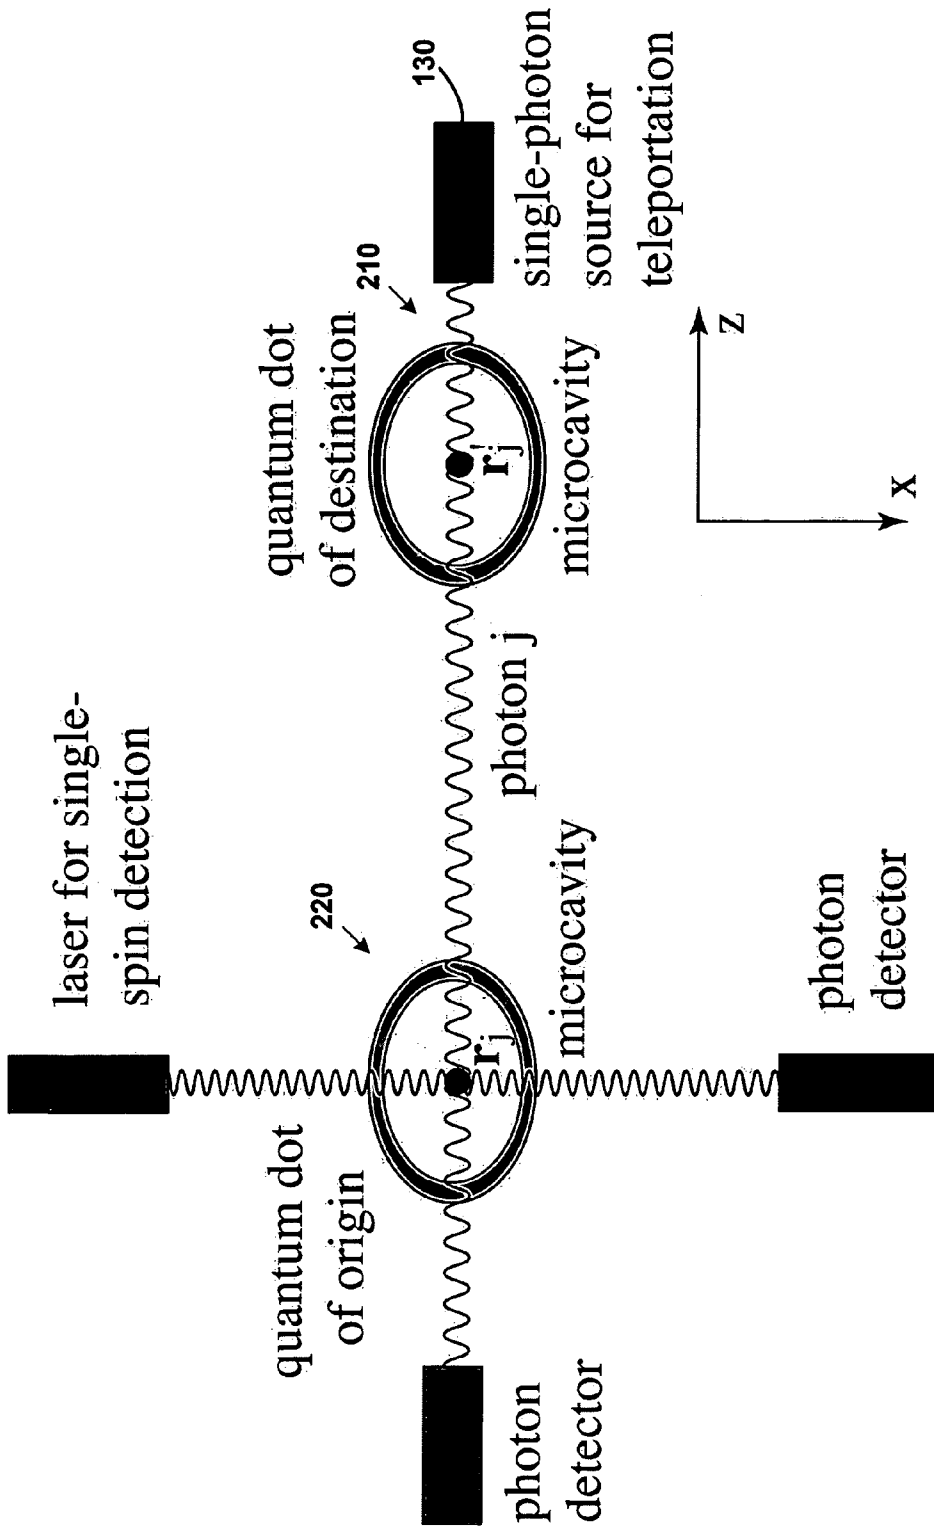 laser for single-
spin detection
220
quantum dot
of origin
r_j
microcavity
photon
detector
photon
detector
photon j
quantum dot
of destination
210
r_j'
microcavity
130
single-photon
source for
teleportation
z
x